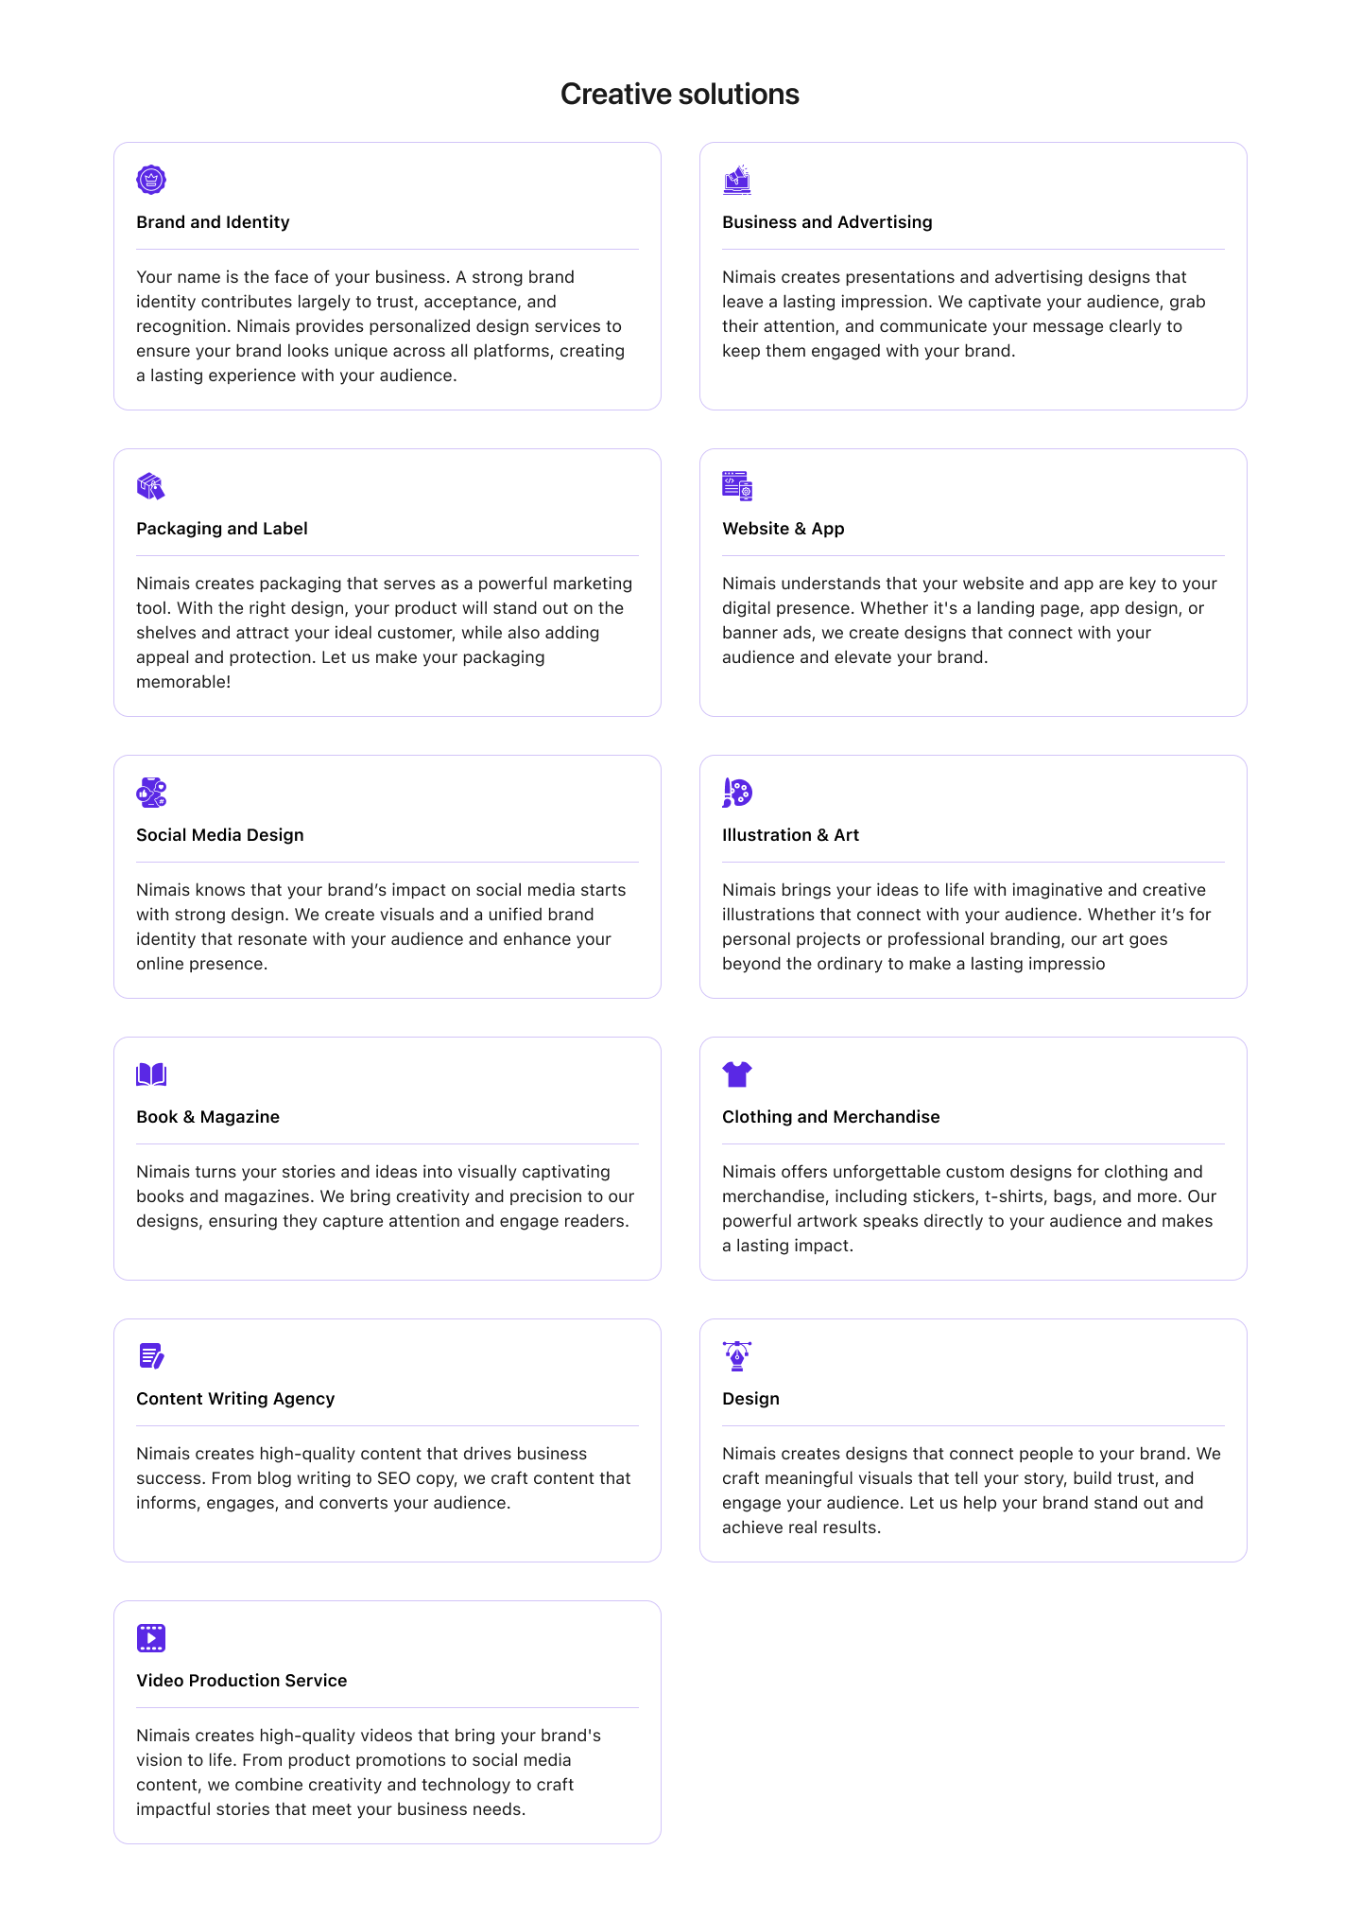 Creative solutions
Brand and Identity
Your name is the face of your business. A strong brand
identity contributes largely to trust, acceptance, and
recognition. Nimais provides personalized design services to
ensure your brand looks unique across all platforms, creating
a lasting experience with your audience.
Business and Advertising
Nimais creates presentations and advertising designs that
leave a lasting impression. We captivate your audience, grab
their attention, and communicate your message clearly to
keep them engaged with your brand.
Packaging and Label
Nimais creates packaging that serves as a powerful marketing
tool. With the right design, your product will stand out on the
shelves and attract your ideal customer, while also adding
appeal and protection. Let us make your packaging
memorable!
Website & App
Nimais understands that your website and app are key to your
digital presence. Whether it's a landing page, app design, or
banner ads, we create designs that connect with your
audience and elevate your brand.
Social Media Design
Nimais knows that your brand’s impact on social media starts
with strong design. We create visuals and a unified brand
identity that resonate with your audience and enhance your
online presence.
Illustration & Art
Nimais brings your ideas to life with imaginative and creative
illustrations that connect with your audience. Whether it’s for
personal projects or professional branding, our art goes
beyond the ordinary to make a lasting impressio
Book & Magazine
Nimais turns your stories and ideas into visually captivating
books and magazines. We bring creativity and precision to our
designs, ensuring they capture attention and engage readers.
Clothing and Merchandise
Nimais offers unforgettable custom designs for clothing and
merchandise, including stickers, t-shirts, bags, and more. Our
powerful artwork speaks directly to your audience and makes
a lasting impact.
Content Writing Agency
Nimais creates high-quality content that drives business
success. From blog writing to SEO copy, we craft content that
informs, engages, and converts your audience.
Design
Nimais creates designs that connect people to your brand. We
craft meaningful visuals that tell your story, build trust, and
engage your audience. Let us help your brand stand out and
achieve real results.
Video Production Service
Nimais creates high-quality videos that bring your brand's
vision to life. From product promotions to social media
content, we combine creativity and technology to craft
impactful stories that meet your business needs.